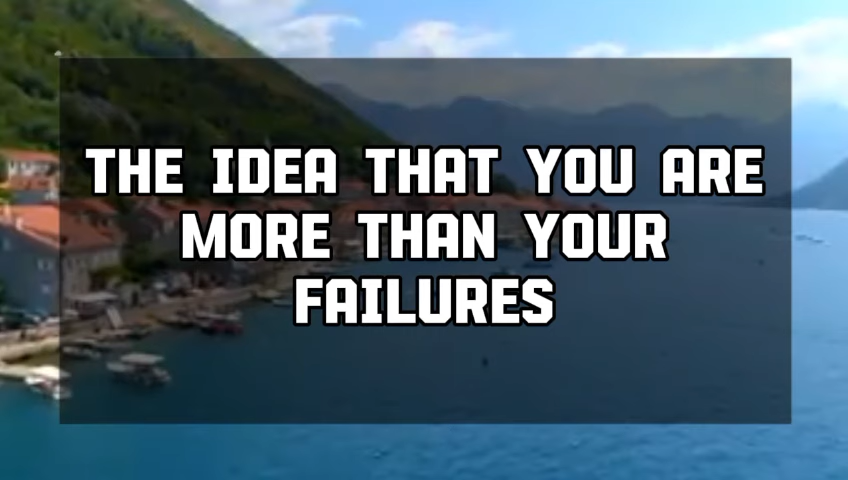 THE IDEA THAT YOU ARE
MORE THAN YOUR
FAILURES